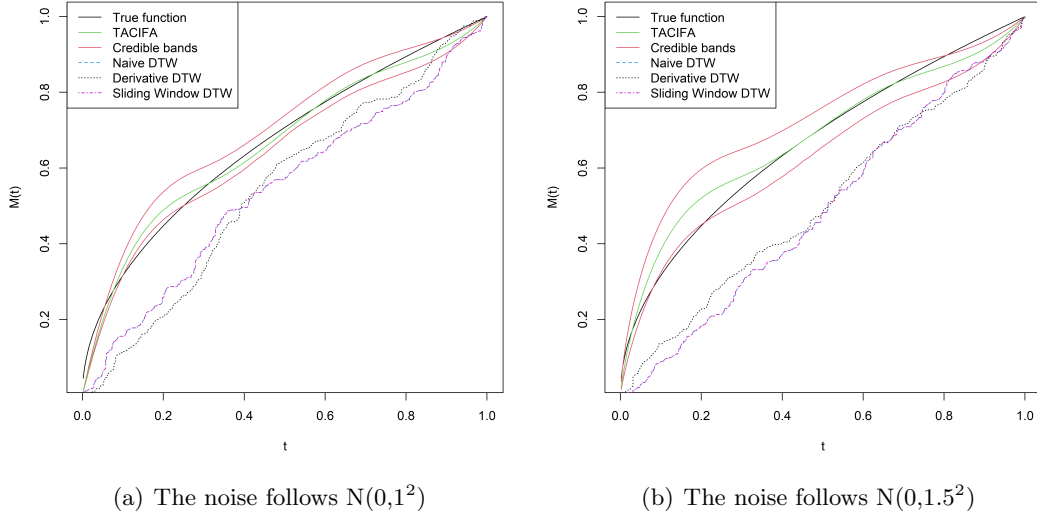 True function
TACIFA
Credible bands
Naive DTW
Derivative DTW
Sliding Window DTW
M(t)
1.0
0.8
0.6
0.4
0.2
0.0 0.2 0.4 0.6 0.8 1.0
t
(a) The noise follows N(0,1²)
True function
TACIFA
Credible bands
Naive DTW
Derivative DTW
Sliding Window DTW
M(t)
1.0
0.8
0.6
0.4
0.2
0.0 0.2 0.4 0.6 0.8 1.0
t
(b) The noise follows N(0,1.5²)